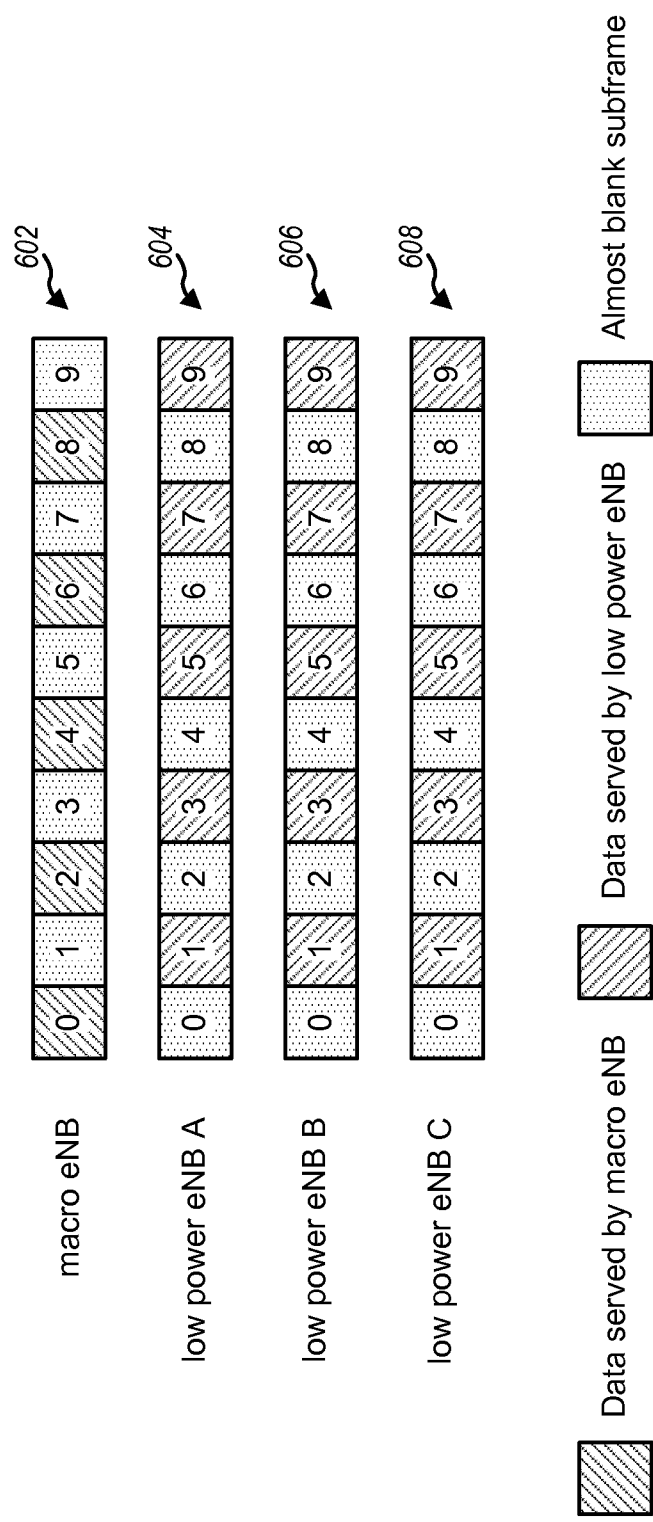 602
macro eNB 0 1 2 3 4 5 6 7 8 9
604
low power eNB A 0 1 2 3 4 5 6 7 8 9
606
low power eNB B 0 1 2 3 4 5 6 7 8 9
608
low power eNB C 0 1 2 3 4 5 6 7 8 9
Data served by macro eNB
Data served by low power eNB
Almost blank subframe